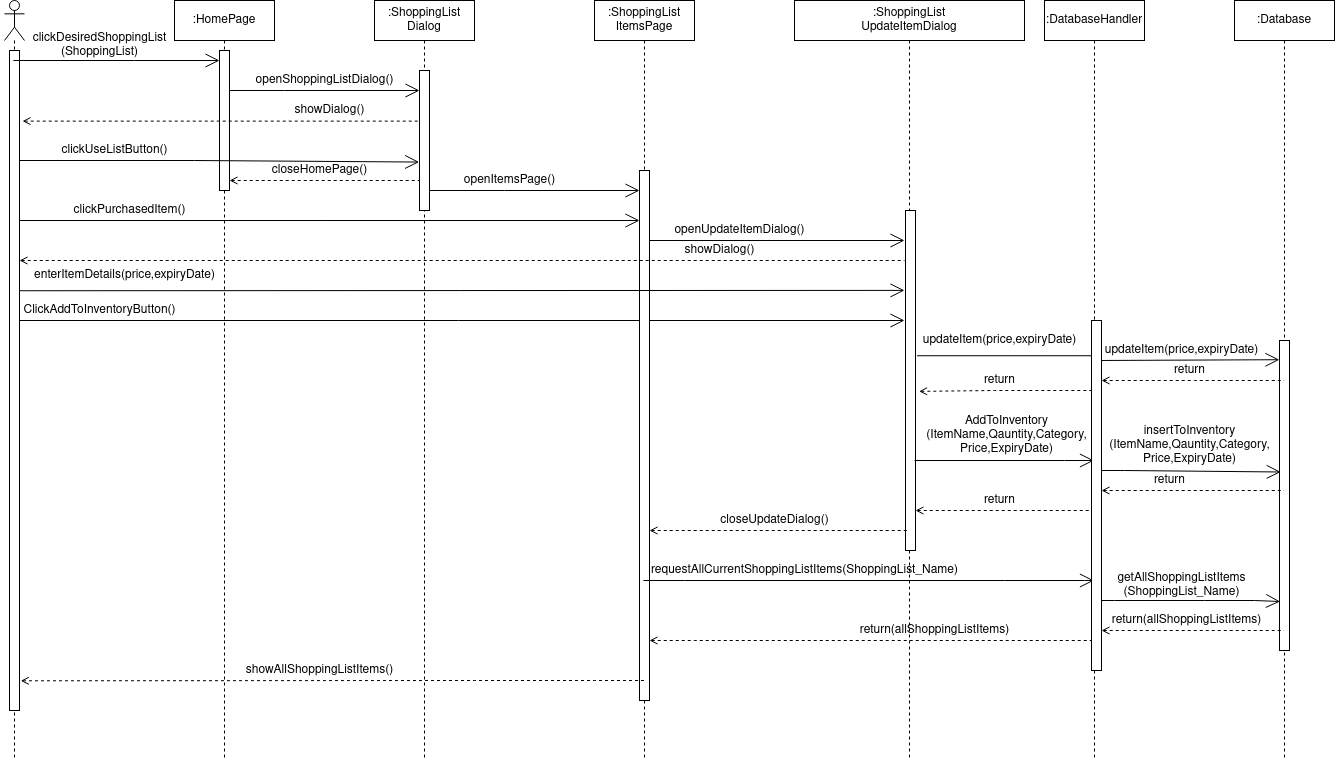 :HomePage
:ShoppingList
Dialog
:ShoppingList
ItemsPage
:ShoppingList
UpdateItemDialog
:DatabaseHandler
:Database
clickDesiredShoppingList
(ShoppingList)
openShoppingListDialog()
showDialog()
clickUseListButton()
closeHomePage()
openItemsPage()
clickPurchasedItem()
openUpdateItemDialog()
showDialog()
enterItemDetails(price,expiryDate)
ClickAddToInventoryButton()
updateItem(price,expiryDate)
updateItem(price,expiryDate)
return
return
AddToInventory
(ItemName,Qauntity,Category,
Price,ExpiryDate)
insertToInventory
(ItemName,Qauntity,Category,
Price,ExpiryDate)
return
return
closeUpdateDialog()
requestAllCurrentShoppingListItems(ShoppingList_Name)
getAllShoppingListItems
(ShoppingList_Name)
return(allShoppingListItems)
return(allShoppingListItems)
showAllShoppingListItems()